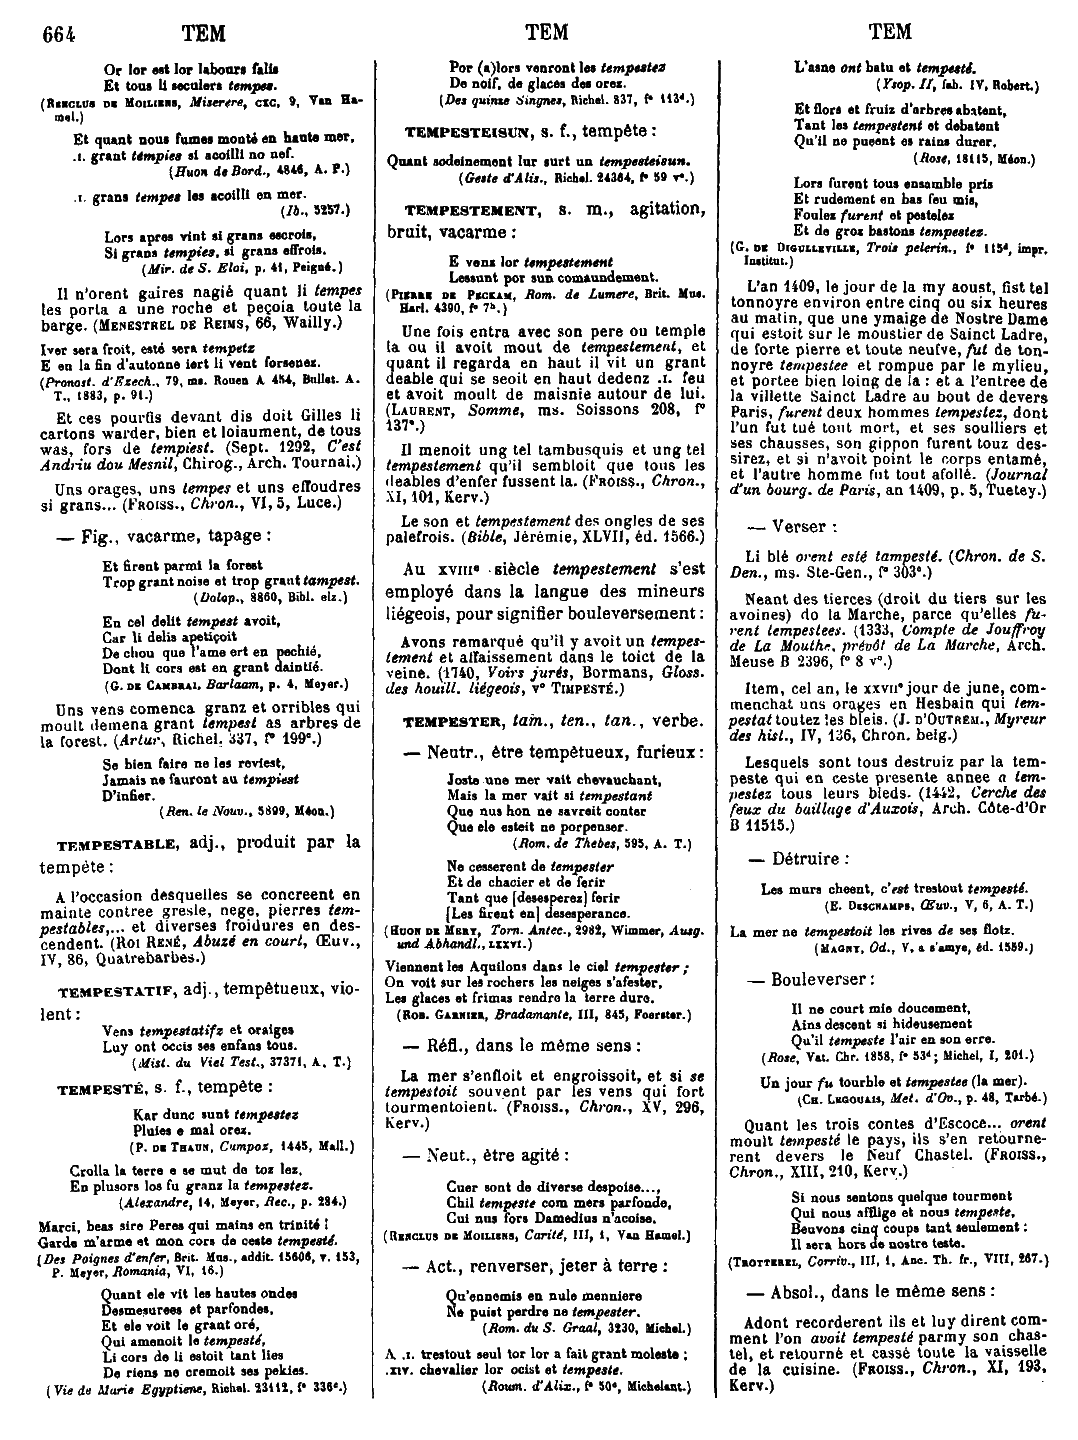 664 TEM TEM TEM
Or lor est lor labours falis
Et tous li seculers tempes.
(Renclus de Moiliens, Miserere, cxc, 9, Van Ha-
mel.)
Et quant nous fumes monté en haute mer,
.i. grant témpies si acoilli no nef.
(Huon de Bord., 4846, A. P.)
.i. grans tempes les acoilli en mer.
(Ib., 5257.)
Lors apres vint si grans escrois,
Si grans tempies, si grans effrois.
(Mir. de S. Eloi, p. 41, Peigné.)
Il n'orent gaires nagié quant li tempes
les porta a une roche et peçoia toute la
barge. (Menestrel de Reims, 66, Wailly.)
Iver sera froit, esté sera tempetz
E en la fin d'autonne iert li vent forsenez.
(Pronost. d'Ezech., 79, ms. Rouen A 454, Bullet. A.
T., 1883, p. 91.)
Et ces pourfis devant dis doit Gilles li
cartons warder, bien et loiaument, de tous
was, fors de tempiest. (Sept. 1292, C'est
Andriu dou Mesnil, Chirog., Arch. Tournai.)
Uns orages, uns tempes et uns effoudres
si grans... (Froiss., Chron., VI, 5, Luce.)
— Fig., vacarme, tapage :
Et firent parmi la forest
Trop grant noise et trop grant tampest.
(Dolop., 8860, Bibl. elz.)
En cel delit tempest avoit,
Car li delis apetiçoit
De chou que l'ame ert en pechié,
Dont li cors est en grant daintié.
(G. de Cambrai, Barlaam, p. 4, Meyer.)
Uns vens comenca granz et orribles qui
moult demena grant tempest as arbres de
la forest. (Artur, Richel. 337, f° 199ᶜ.)
Se bien faire ne les reviest,
Jamais ne fauront au tempiest
D'infier.
(Ren. le Nouv., 5899, Méon.)
TEMPESTABLE, adj., produit par la
tempête :
A l'occasion desquelles se concreent en
mainte contree gresle, nege, pierres tem-
pestables,... et diverses froidures en des-
cendent. (Roi René, Abuzé en court, Œuv.,
IV, 86, Quatrebarbes.)
TEMPESTATIF, adj., tempêtueux, vio-
lent :
Vens tempestatifz et oraiges
Luy ont occis ses enfans tous.
(Mist. du Viel Test., 37371, A. T.)
TEMPESTÉ, s. f., tempête :
Kar dunc sunt tempestez
Pluies e mal orez.
(P. de Thaun, Cumpoz, 1445, Mall.)
Crolla la terre e se mut de toz lez,
En plusors los fu granz la tempestez.
(Alexandre, 14, Meyer, Rec., p. 284.)
Marci, beas sire Peres qui mains en trinité !
Garde m'arme et mon cors de ceste tempesté.
(Des Poignes d'enfer, Brit. Mus., addit. 15606, v. 153,
P. Meyer, Romania, VI, 16.)
Quant ele vit les hautes ondes
Desmesurees et parfondes,
Et ele voit le grant oré,
Qui amenoit le tempesté,
Li cors de li estoit tant lies
De riens ne cremoit ses pekies.
(Vie de Marie Egyptiene, Richel. 23112, f° 336ᶜ.)
Por (a)lors venront les tempestez
De noif, de glaces des orez.
(Des quinze Singnes, Richel. 837, f° 113ᵈ.)
TEMPESTEISUN, s. f., tempête :
Quant sodeinement lur surt un tempesteisun.
(Geste d'Alis., Richel. 24364, f° 59 v°.)
TEMPESTEMENT, s. m., agitation,
bruit, vacarme :
E venz lor tempestement
Lessunt por sun comaundement.
(Pierre de Peckam, Rom. de Lumere, Brit. Mus.
Harl. 4390, f° 7ᵇ.)
Une fois entra avec son pere ou temple
la ou il avoit mout de tempestement, et
quant il regarda en haut il vit un grant
deable qui se seoit en haut dedenz .i. feu
et avoit moult de maisnie autour de lui.
(Laurent, Somme, ms. Soissons 208, f°
137ᵃ.)
Il menoit ung tel tambusquis et ung tel
tempestement qu'il sembloit que tous les
deables d'enfer fussent la. (Froiss., Chron.,
XI, 101, Kerv.)
Le son et tempestement des ongles de ses
palefrois. (Bible, Jérémie, XLVII, éd. 1566.)
Au xviiiᵉ siècle tempestement s'est
employé dans la langue des mineurs
liégeois, pour signifier bouleversement :
Avons remarqué qu'il y avoit un tempes-
tement et affaissement dans le toict de la
veine. (1740, Voirs jurés, Bormans, Gloss.
des houill. liégeois, v° Timpesté.)
TEMPESTER, tam., ten., tan., verbe.
— Neutr., être tempêtueux, furieux :
Joste une mer vait chevauchant,
Mais la mer vait si tempestant
Que nus hon ne savreit conter
Que ele esteit ne porpenser.
(Rom. de Thebes, 595, A. T.)
Ne cesserent de tempester
Et de chacier et de ferir
Tant que [desesperez] ferir
[Les firent en] desesperance.
(Huon de Mery, Torn. Antec., 2982, Wimmer, Ausg.
und Abhandl., lxxvi.)
Viennent les Aquilons dans le ciel tempester ;
On voit sur les rochers les neiges s'afester,
Les glaces et frimas rendre la terre dure.
(Rob. Garnier, Bradamante, III, 845, Foerster.)
— Réfl., dans le même sens :
La mer s'enfloit et engroissoit, et si se
tempestoit souvent par les vens qui fort
tourmentoient. (Froiss., Chron., XV, 296,
Kerv.)
— Neut., être agité :
Cuer sont de diverse despoise...,
Chil tempeste com mers parfonde,
Cui nus fors Damedius n'acoise.
(Renclus de Moiliens, Carité, III, 1, Van Hamel.)
— Act., renverser, jeter à terre :
Qu'ennemis en nule menniere
Ne puist perdre ne tempester.
(Rom. du S. Graal, 3230, Michel.)
A .i. trestout seul tor lor a fait grant moleste ;
.xiv. chevalier lor ocist et tempeste.
(Roum. d'Alix., f° 50ᵃ, Michelant.)
L'asne ont batu et tempesté.
(Ysop. II, fab. IV, Robert.)
Et flors et fruiz d'arbres abatent,
Tant les tempestent et debatent
Qu'il ne pueent es rains durer.
(Rose, 18115, Méon.)
Lors furent tous ensamble pris
Et rudement en bas feu mis,
Foulez furent et pestelez
Et de groz bastons tempestez.
(G. de Digulleville, Trois pelerin., f° 115ᵈ, impr.
Institut.)
L'an 1409, le jour de la my aoust, fist tel
tonnoyre environ entre cinq ou six heures
au matin, que une ymaige de Nostre Dame
qui estoit sur le moustier de Sainct Ladre,
de forte pierre et toute neufve, fut de ton-
noyre tempestee et rompue par le mylieu,
et portee bien loing de la : et a l'entree de
la villette Sainct Ladre au bout de devers
Paris, furent deux hommes tempestez, dont
l'un fut tué tout mort, et ses soulliers et
ses chausses, son gippon furent touz des-
sirez, et si n'avoit point le corps entamé,
et l'autre homme fut tout afollé. (Journal
d'un bourg. de Paris, an 1409, p. 5, Tuetey.)
— Verser :
Li blé orent esté tampesté. (Chron. de S.
Den., ms. Ste-Gen., f° 303ᵃ.)
Neant des tierces (droit du tiers sur les
avoines) do la Marche, parce qu'elles fu-
rent tempestees. (1333, Compte de Jouffroy
de La Mouthe, prévôt de La Marche, Arch.
Meuse B 2396, f° 8 v°.)
Item, cel an, le xxviiᵉ jour de june, com-
menchat uns orages en Hesbain qui tem-
pestat toutez les bleis. (J. d'Outrem., Myreur
des hist., IV, 136, Chron. belg.)
Lesquels sont tous destruiz par la tem-
peste qui en ceste presente annee a tem-
pestez tous leurs bleds. (1442, Cerche des
feux du bailliage d'Auxois, Arch. Côte-d'Or
B 11515.)
— Détruire :
Les murs cheent, c'est trestout tempesté.
(E. Deschamps, Œuv., V, 6, A. T.)
La mer ne tempestoit les rives de ses flotz.
(Magny, Od., V, a s'amye, éd. 1559.)
— Bouleverser :
Il ne court mie doucement,
Ains descent si hideusement
Qu'il tempeste l'air en son erre.
(Rose, Vat. Chr. 1858, f° 53ᵈ ; Michel, I, 201.)
Un jour fu tourble et tempestee (la mer).
(Ch. Legouais, Met. d'Ov., p. 48, Tarbé.)
Quant les trois contes d'Escoce... orent
moult tempesté le pays, ils s'en retourne-
rent devers le Neuf Chastel. (Froiss.,
Chron., XIII, 210, Kerv.)
Si nous sentons quelque tourment
Qui nous afflige et nous tempeste,
Beuvons cinq coups tant seulement :
Il sera hors de nostre teste.
(Trotterel, Corriv., III, 1, Anc. Th. fr., VIII, 267.)
— Absol., dans le même sens :
Adont recorderent ils et luy dirent com-
ment l'on avoit tempesté parmy son chas-
tel, et retourné et cassé toute la vaisselle
de la cuisine. (Froiss., Chron., XI, 193,
Kerv.)